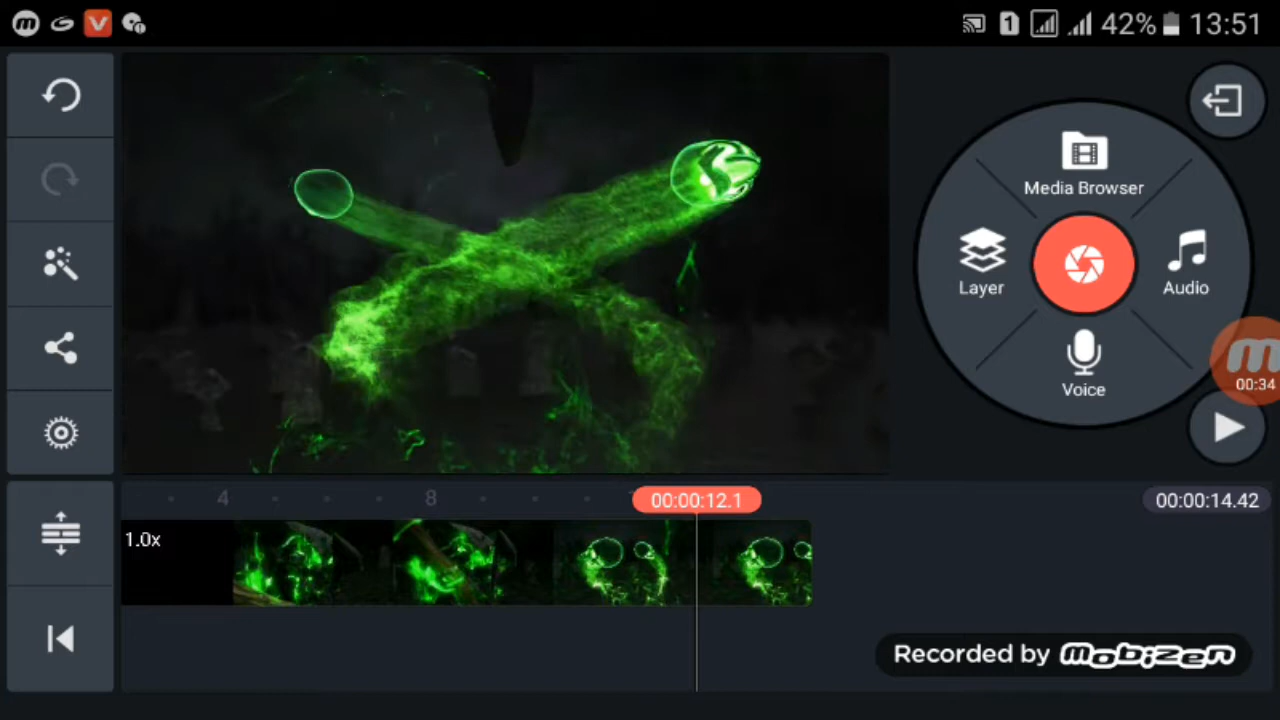 1 42% 13:51
Media Browser
Layer
Audio
Voice
00:34
4 8 00:00:12.1 00:00:14.42
1.0x
Recorded by mobizen